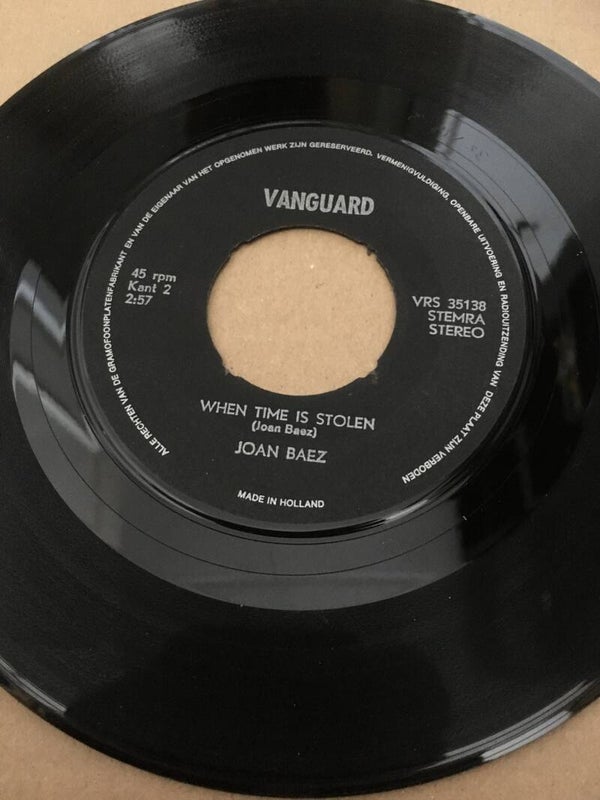 ALLE RECHTEN VAN DE GRAMOFOONPLATENFABRIKANT EN VAN DE EIGENAAR VAN HET OPGENOMEN WERK ZIJN GERESERVEERD. VERMENIGVULDIGING, OPENBARE UITVOERING EN RADIOUITZENDING VAN DEZE PLAAT ZIJN VERBODEN
VANGUARD
45 rpm
Kant 2
2:57
VRS 35138
STEMRA
STEREO
WHEN TIME IS STOLEN
(Joan Baez)
JOAN BAEZ
MADE IN HOLLAND